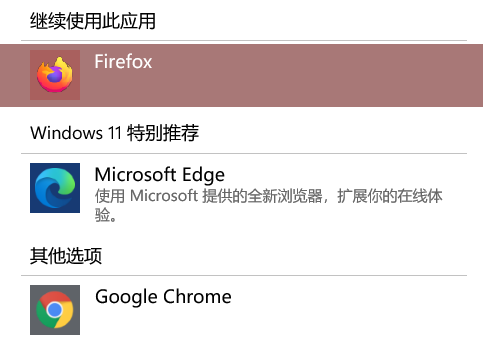 继续使用此应用
Firefox
Windows 11 特别推荐
Microsoft Edge
使用 Microsoft 提供的全新浏览器，扩展你的在线体
验。
其他选项
Google Chrome